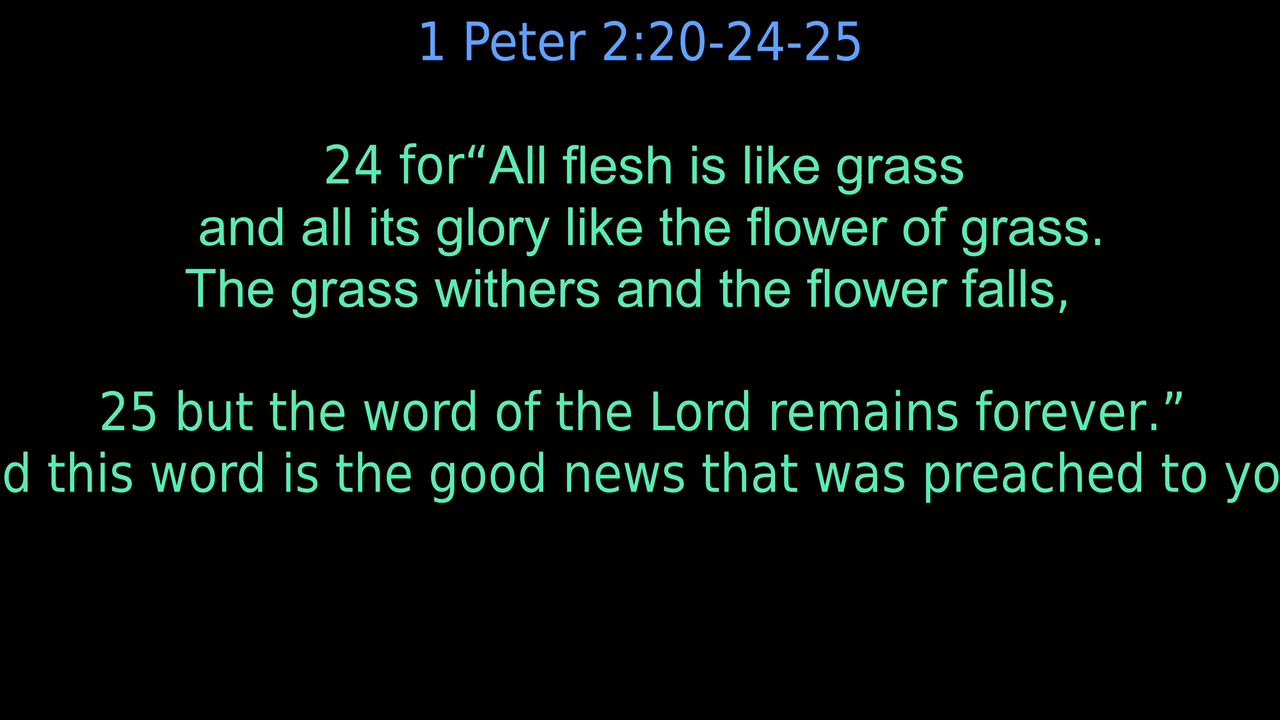 1 Peter 2:20-24-25
24 for“All flesh is like grass
and all its glory like the flower of grass.
The grass withers and the flower falls,
25 but the word of the Lord remains forever.”
d this word is the good news that was preached to yo